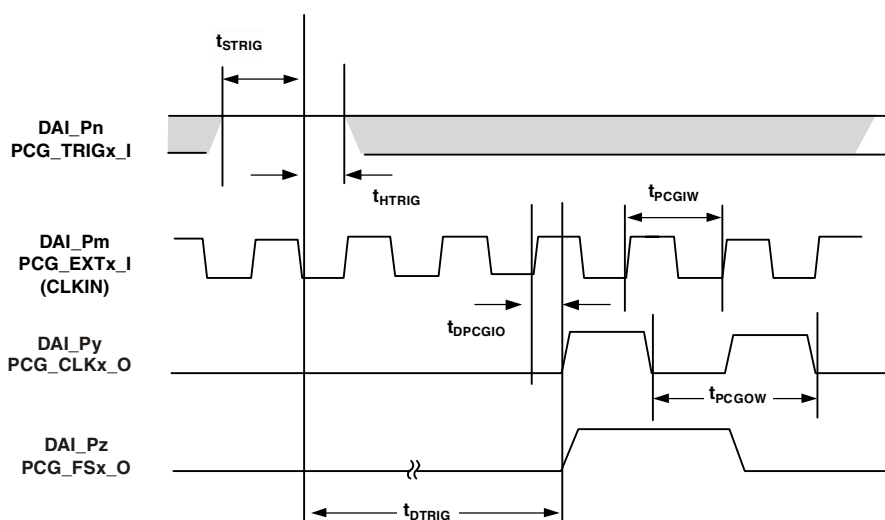 tSTRIG
DAI_Pn
PCG_TRIGx_I
tHTRIG
tPCGIW
DAI_Pm
PCG_EXTx_I
(CLKIN)
tDPCGIO
DAI_Py
PCG_CLKx_O
tPCGOW
DAI_Pz
PCG_FSx_O
tDTRIG